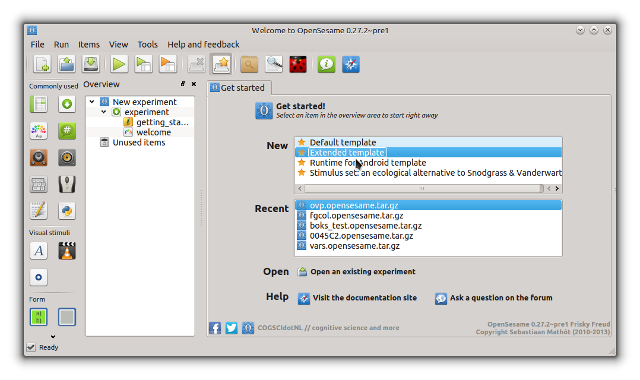 Welcome to OpenSesame 0.27.2~pre1
File Run Items View Tools Help and feedback
Commonly used
Overview
Get started
New experiment
experiment
getting_sta...
welcome
Unused items
Get started!
Select an item in the overview area to start right away
New
Default template
Extended template
Runtime for Android template
Stimulus set: an ecological alternative to Snodgrass & Vanderwart
Recent
ovp.opensesame.tar.gz
fgcol.opensesame.tar.gz
boks_test.opensesame.tar.gz
0045C2.opensesame.tar.gz
vars.opensesame.tar.gz
Visual stimuli
A
Open
Open an existing experiment
Help
Visit the documentation site
Ask a question on the forum
Form
COGSCIdotNL // cognitive science and more
OpenSesame 0.27.2~pre1 Frisky Freud
Copyright Sebastiaan Mathôt (2010-2013)
Ready